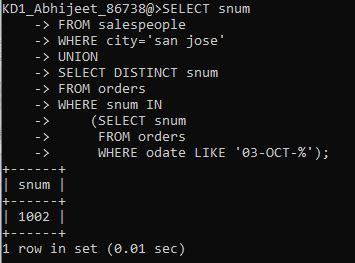 KD1_Abhijeet_86738@>SELECT snum
    -> FROM salespeople
    -> WHERE city='san jose'
    -> UNION
    -> SELECT DISTINCT snum
    -> FROM orders
    -> WHERE snum IN
    ->     (SELECT snum
    ->      FROM orders
    ->      WHERE odate LIKE '03-OCT-%');
+------+
| snum |
+------+
| 1002 |
+------+
1 row in set (0.01 sec)